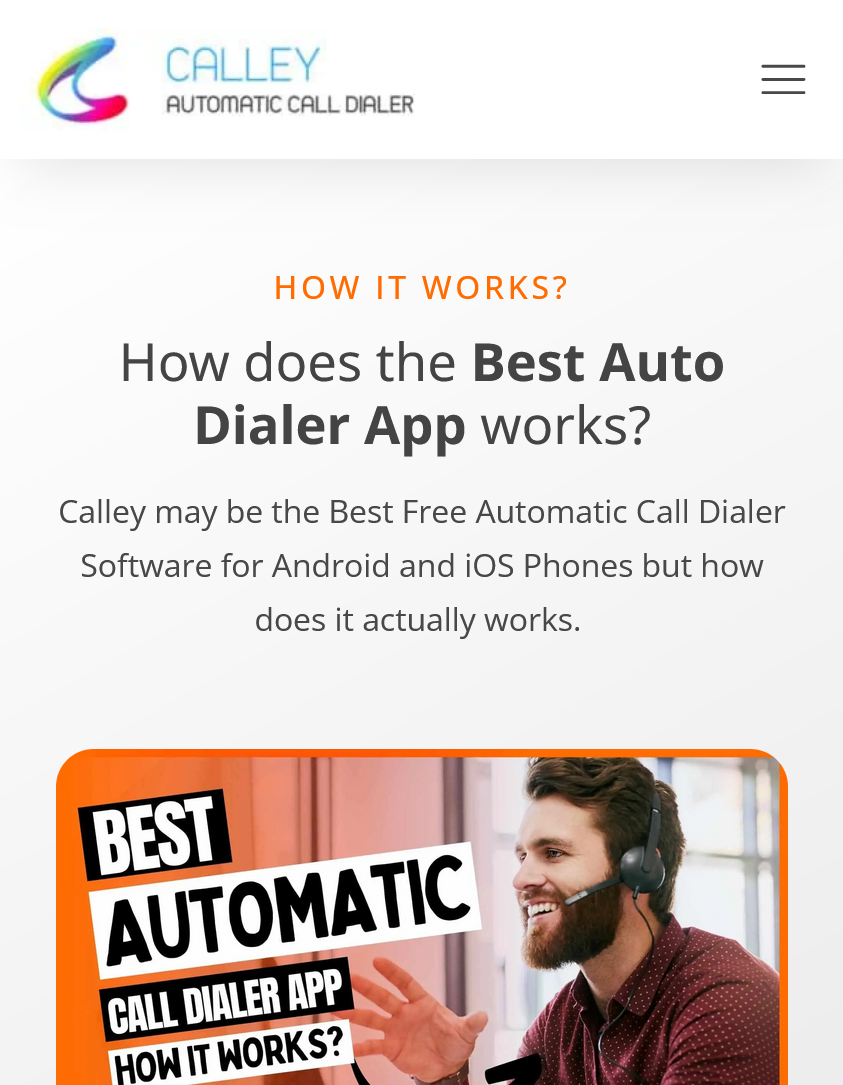 CALLEY
AUTOMATIC CALL DIALER
HOW IT WORKS?
How does the Best Auto
Dialer App works?
Calley may be the Best Free Automatic Call Dialer
Software for Android and iOS Phones but how
does it actually works.
BEST
AUTOMATIC
CALL DIALER APP
HOW IT WORKS?